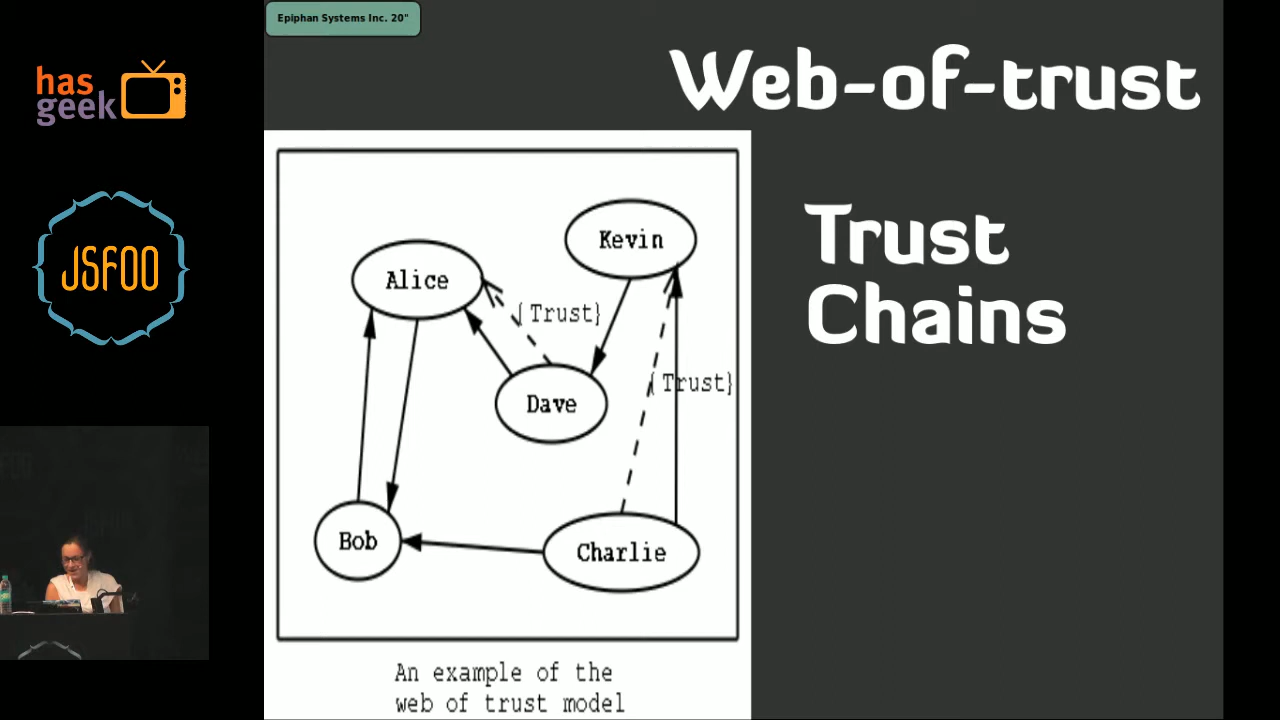 has
geek
JSFOO
Epiphan Systems Inc. 20"
Web-of-trust
Trust
Chains
Kevin
Alice
{Trust}
Dave
{Trust}
Bob
Charlie
An example of the
web of trust model